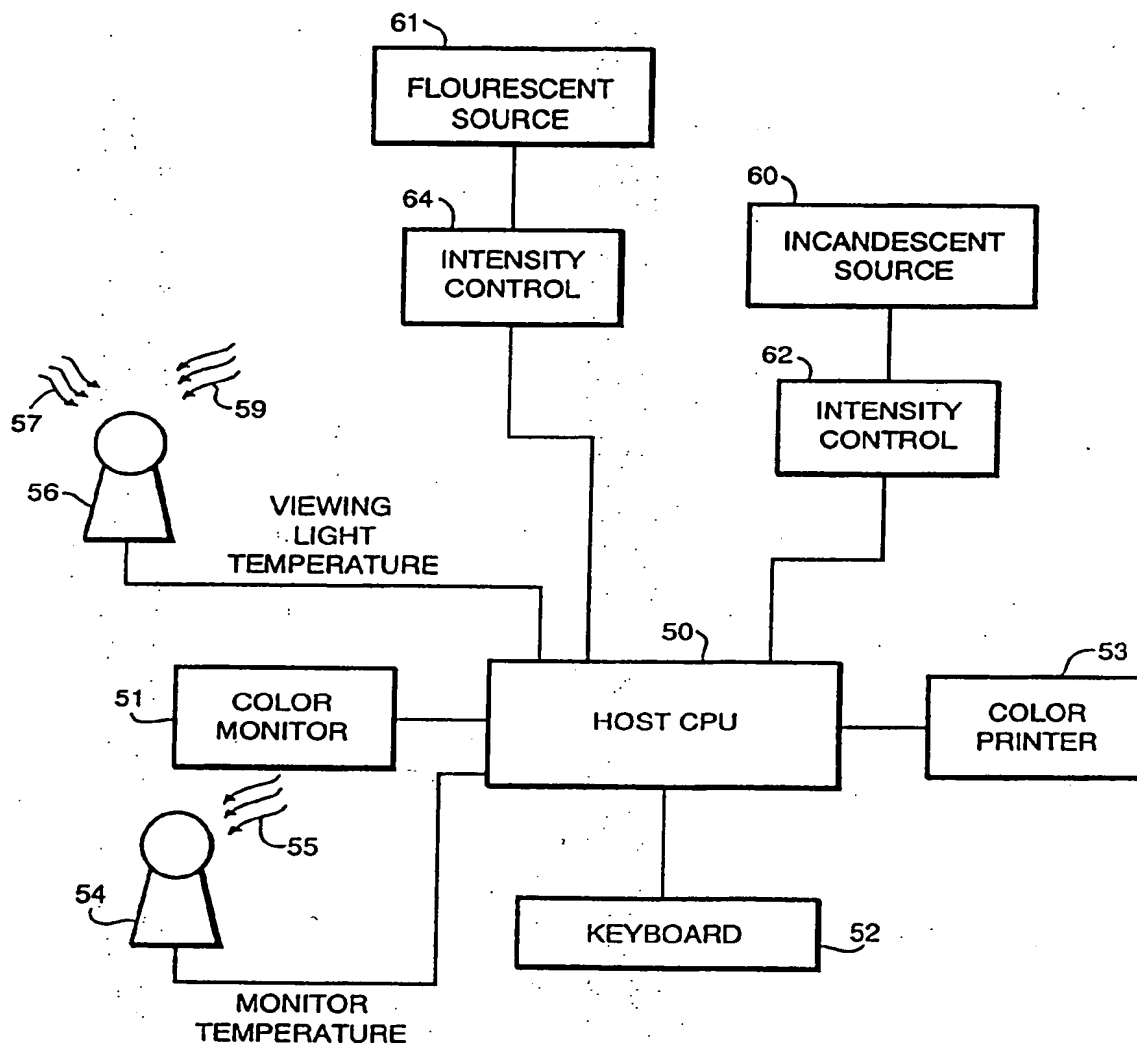 61
FLOURESCENT
SOURCE
64
INTENSITY
CONTROL
60
INCANDESCENT
SOURCE
62
INTENSITY
CONTROL
57
59
56
VIEWING
LIGHT
TEMPERATURE
50
HOST CPU
53
COLOR
PRINTER
51
COLOR
MONITOR
55
54
KEYBOARD
52
MONITOR
TEMPERATURE